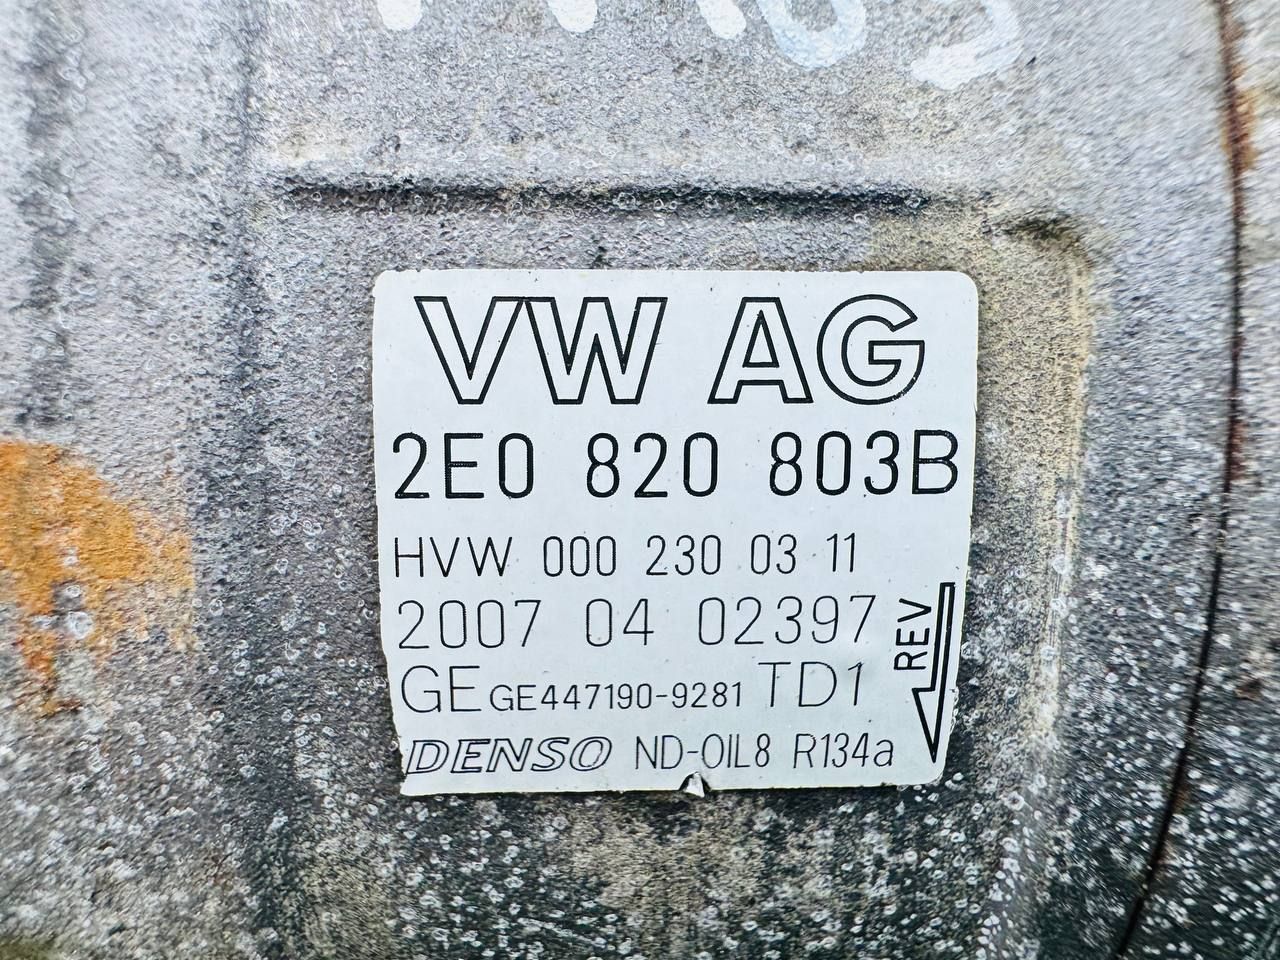 VW AG
2E0 820 803B
HVW 000 230 03 11
2007 04 02397
GE GE447190-9281 TD1
REV
DENSO ND-OIL8 R134a